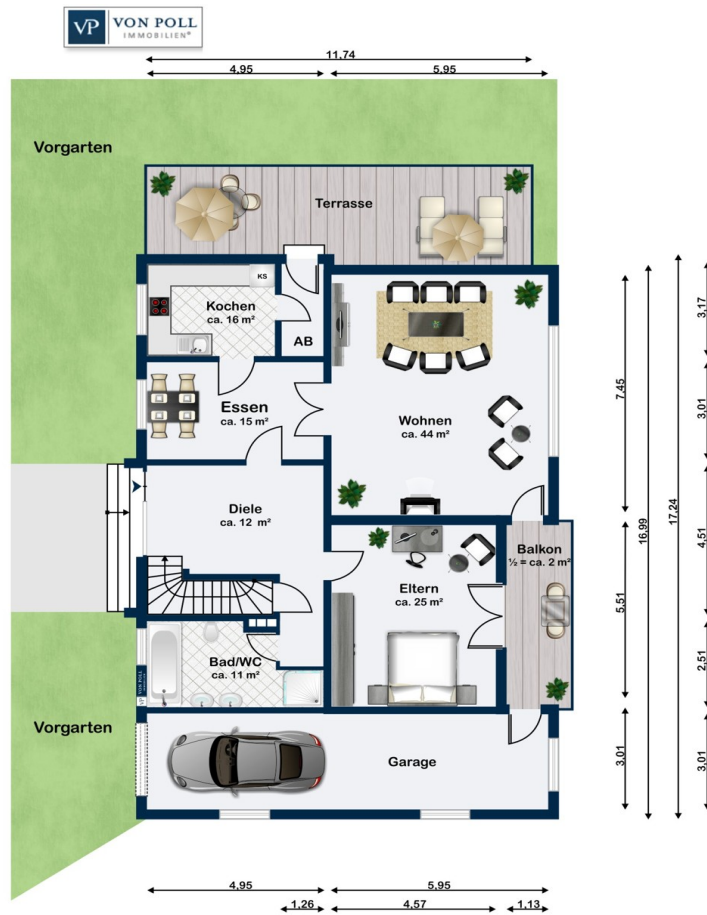 VP VON POLL
IMMOBILIEN®
11,74
4,95 5,95
Vorgarten
Terrasse
KS
Kochen
ca. 16 m²
AB
Essen
ca. 15 m²
Wohnen
ca. 44 m²
Diele
ca. 12 m²
Balkon
½ = ca. 2 m²
Eltern
ca. 25 m²
Bad/WC
ca. 11 m²
VP VON POLL
Vorgarten
Garage
7,45
5,51
3,01
16,99
17,24
3,17
3,01
4,51
2,51
3,01
4,95 5,95
1,26 4,57 1,13